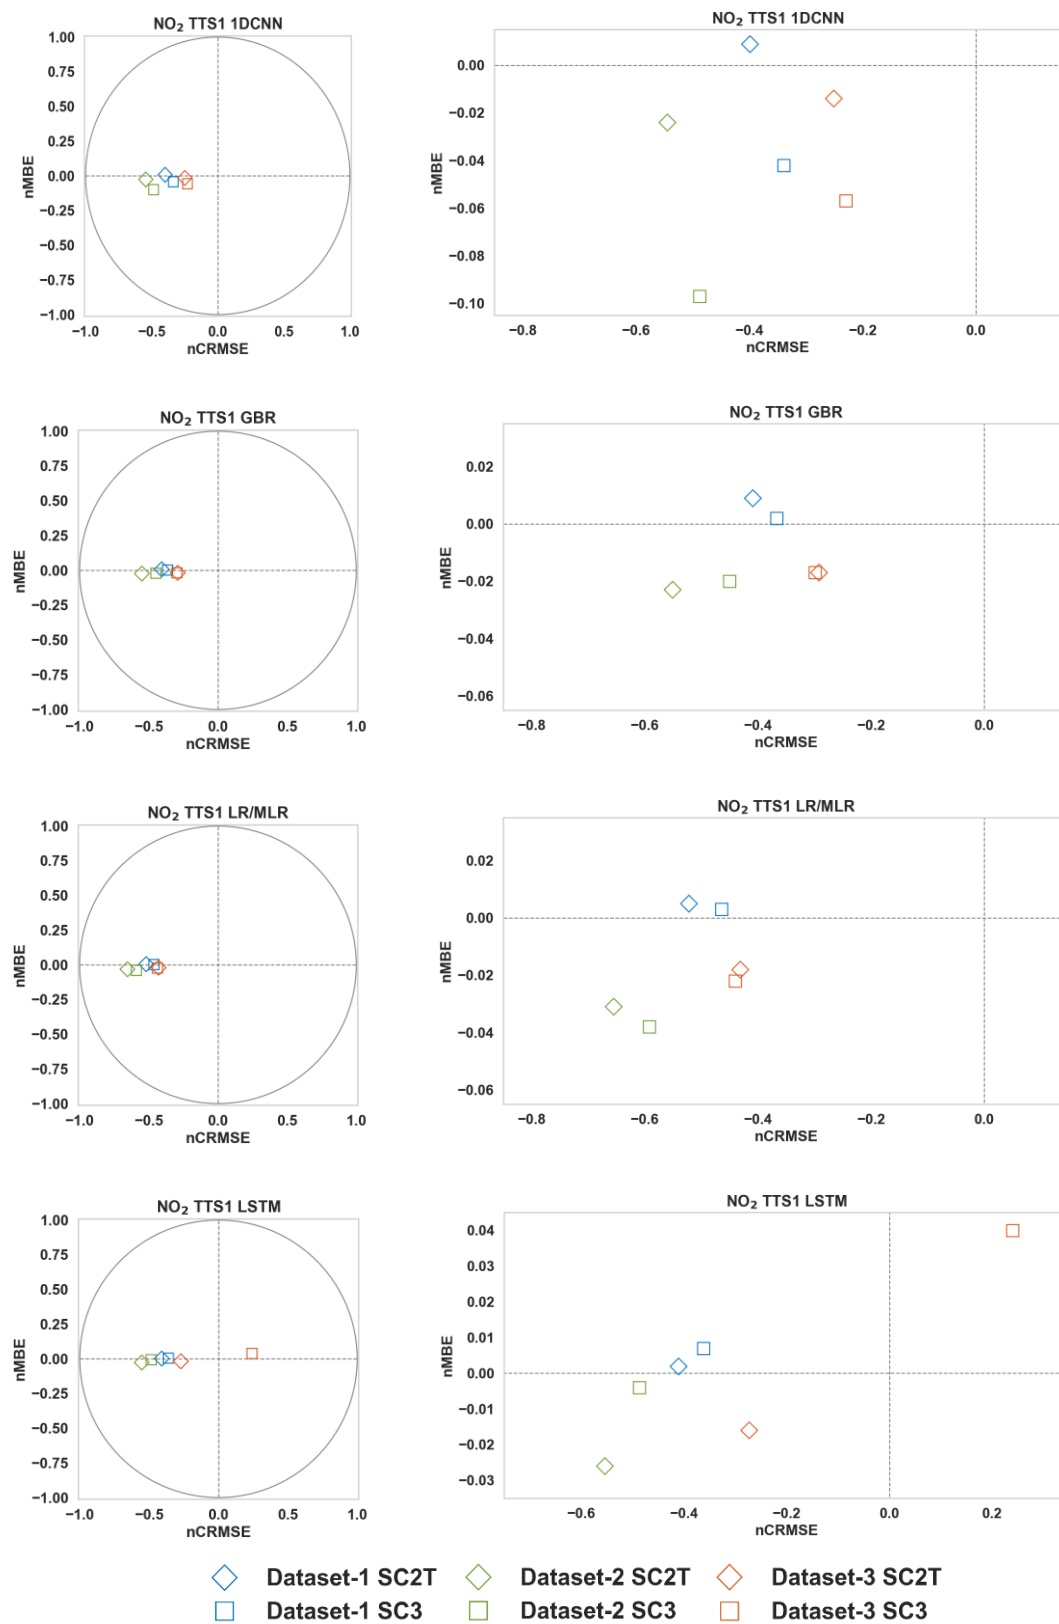 NO₂ TTS1 1DCNN
1.00
0.75
0.50
0.25
0.00
−0.25
−0.50
−0.75
−1.00
nMBE
−1.0 −0.5 0.0 0.5 1.0
nCRMSE
NO₂ TTS1 1DCNN
0.00
−0.02
−0.04
−0.06
−0.08
−0.10
nMBE
−0.8 −0.6 −0.4 −0.2 0.0
nCRMSE
NO₂ TTS1 GBR
1.00
0.75
0.50
0.25
0.00
−0.25
−0.50
−0.75
−1.00
nMBE
−1.0 −0.5 0.0 0.5 1.0
nCRMSE
NO₂ TTS1 GBR
0.02
0.00
−0.02
−0.04
−0.06
nMBE
−0.8 −0.6 −0.4 −0.2 0.0
nCRMSE
NO₂ TTS1 LR/MLR
1.00
0.75
0.50
0.25
0.00
−0.25
−0.50
−0.75
−1.00
nMBE
−1.0 −0.5 0.0 0.5 1.0
nCRMSE
NO₂ TTS1 LR/MLR
0.02
0.00
−0.02
−0.04
−0.06
nMBE
−0.8 −0.6 −0.4 −0.2 0.0
nCRMSE
NO₂ TTS1 LSTM
1.00
0.75
0.50
0.25
0.00
−0.25
−0.50
−0.75
−1.00
nMBE
−1.0 −0.5 0.0 0.5 1.0
nCRMSE
NO₂ TTS1 LSTM
0.04
0.03
0.02
0.01
0.00
−0.01
−0.02
−0.03
nMBE
−0.6 −0.4 −0.2 0.0 0.2
nCRMSE
Dataset-1 SC2T Dataset-2 SC2T Dataset-3 SC2T
Dataset-1 SC3 Dataset-2 SC3 Dataset-3 SC3